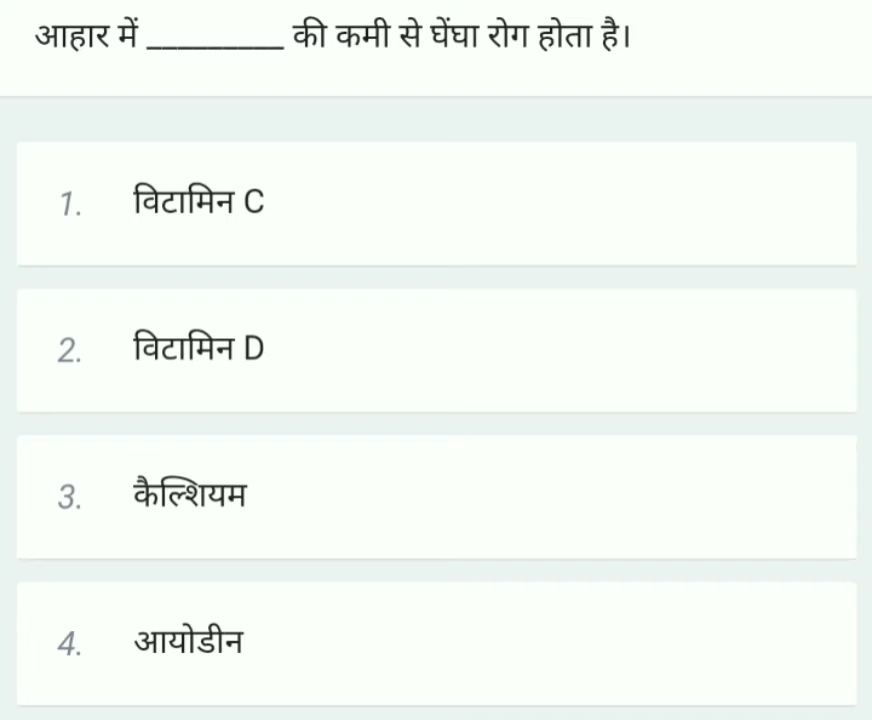 आहार में _________ की कमी से घेंघा रोग होता है।
1. विटामिन C
2. विटामिन D
3. कैल्शियम
4. आयोडीन